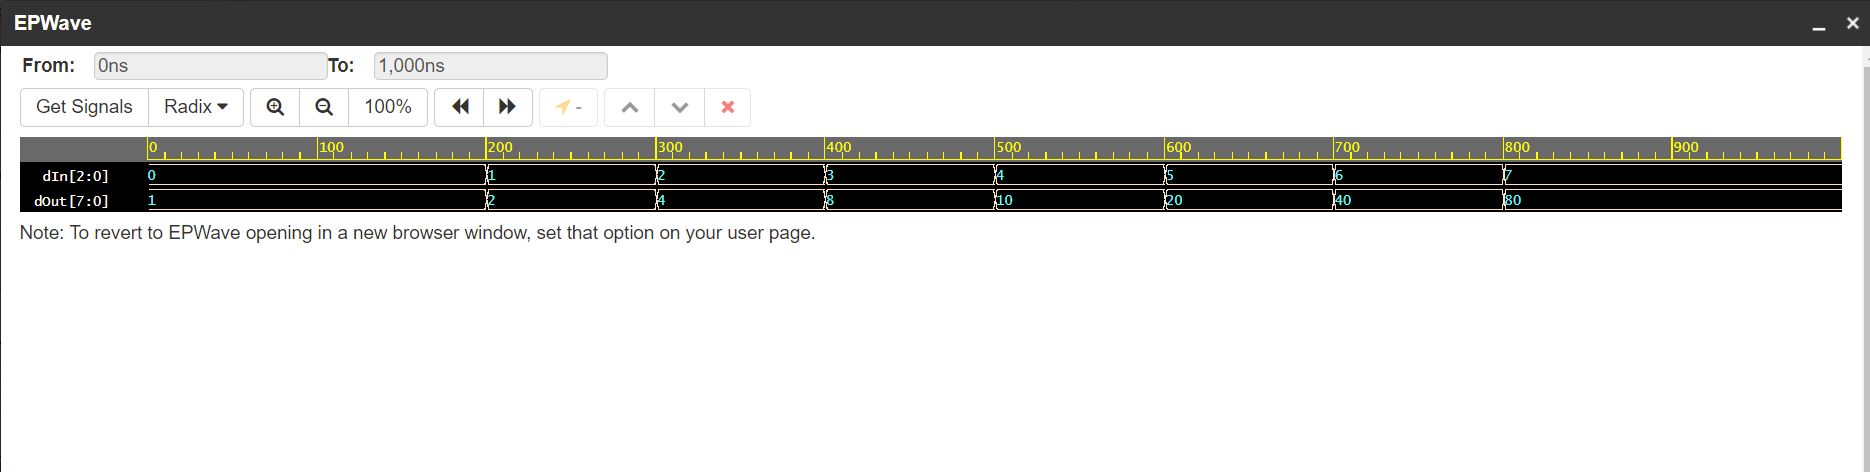 EPWave
From: 0ns To: 1,000ns
Get Signals Radix 100% -
0 100 200 300 400 500 600 700 800 900
dIn[2:0] 0 1 2 3 4 5 6 7
dOut[7:0] 1 2 4 8 10 20 40 80
Note: To revert to EPWave opening in a new browser window, set that option on your user page.